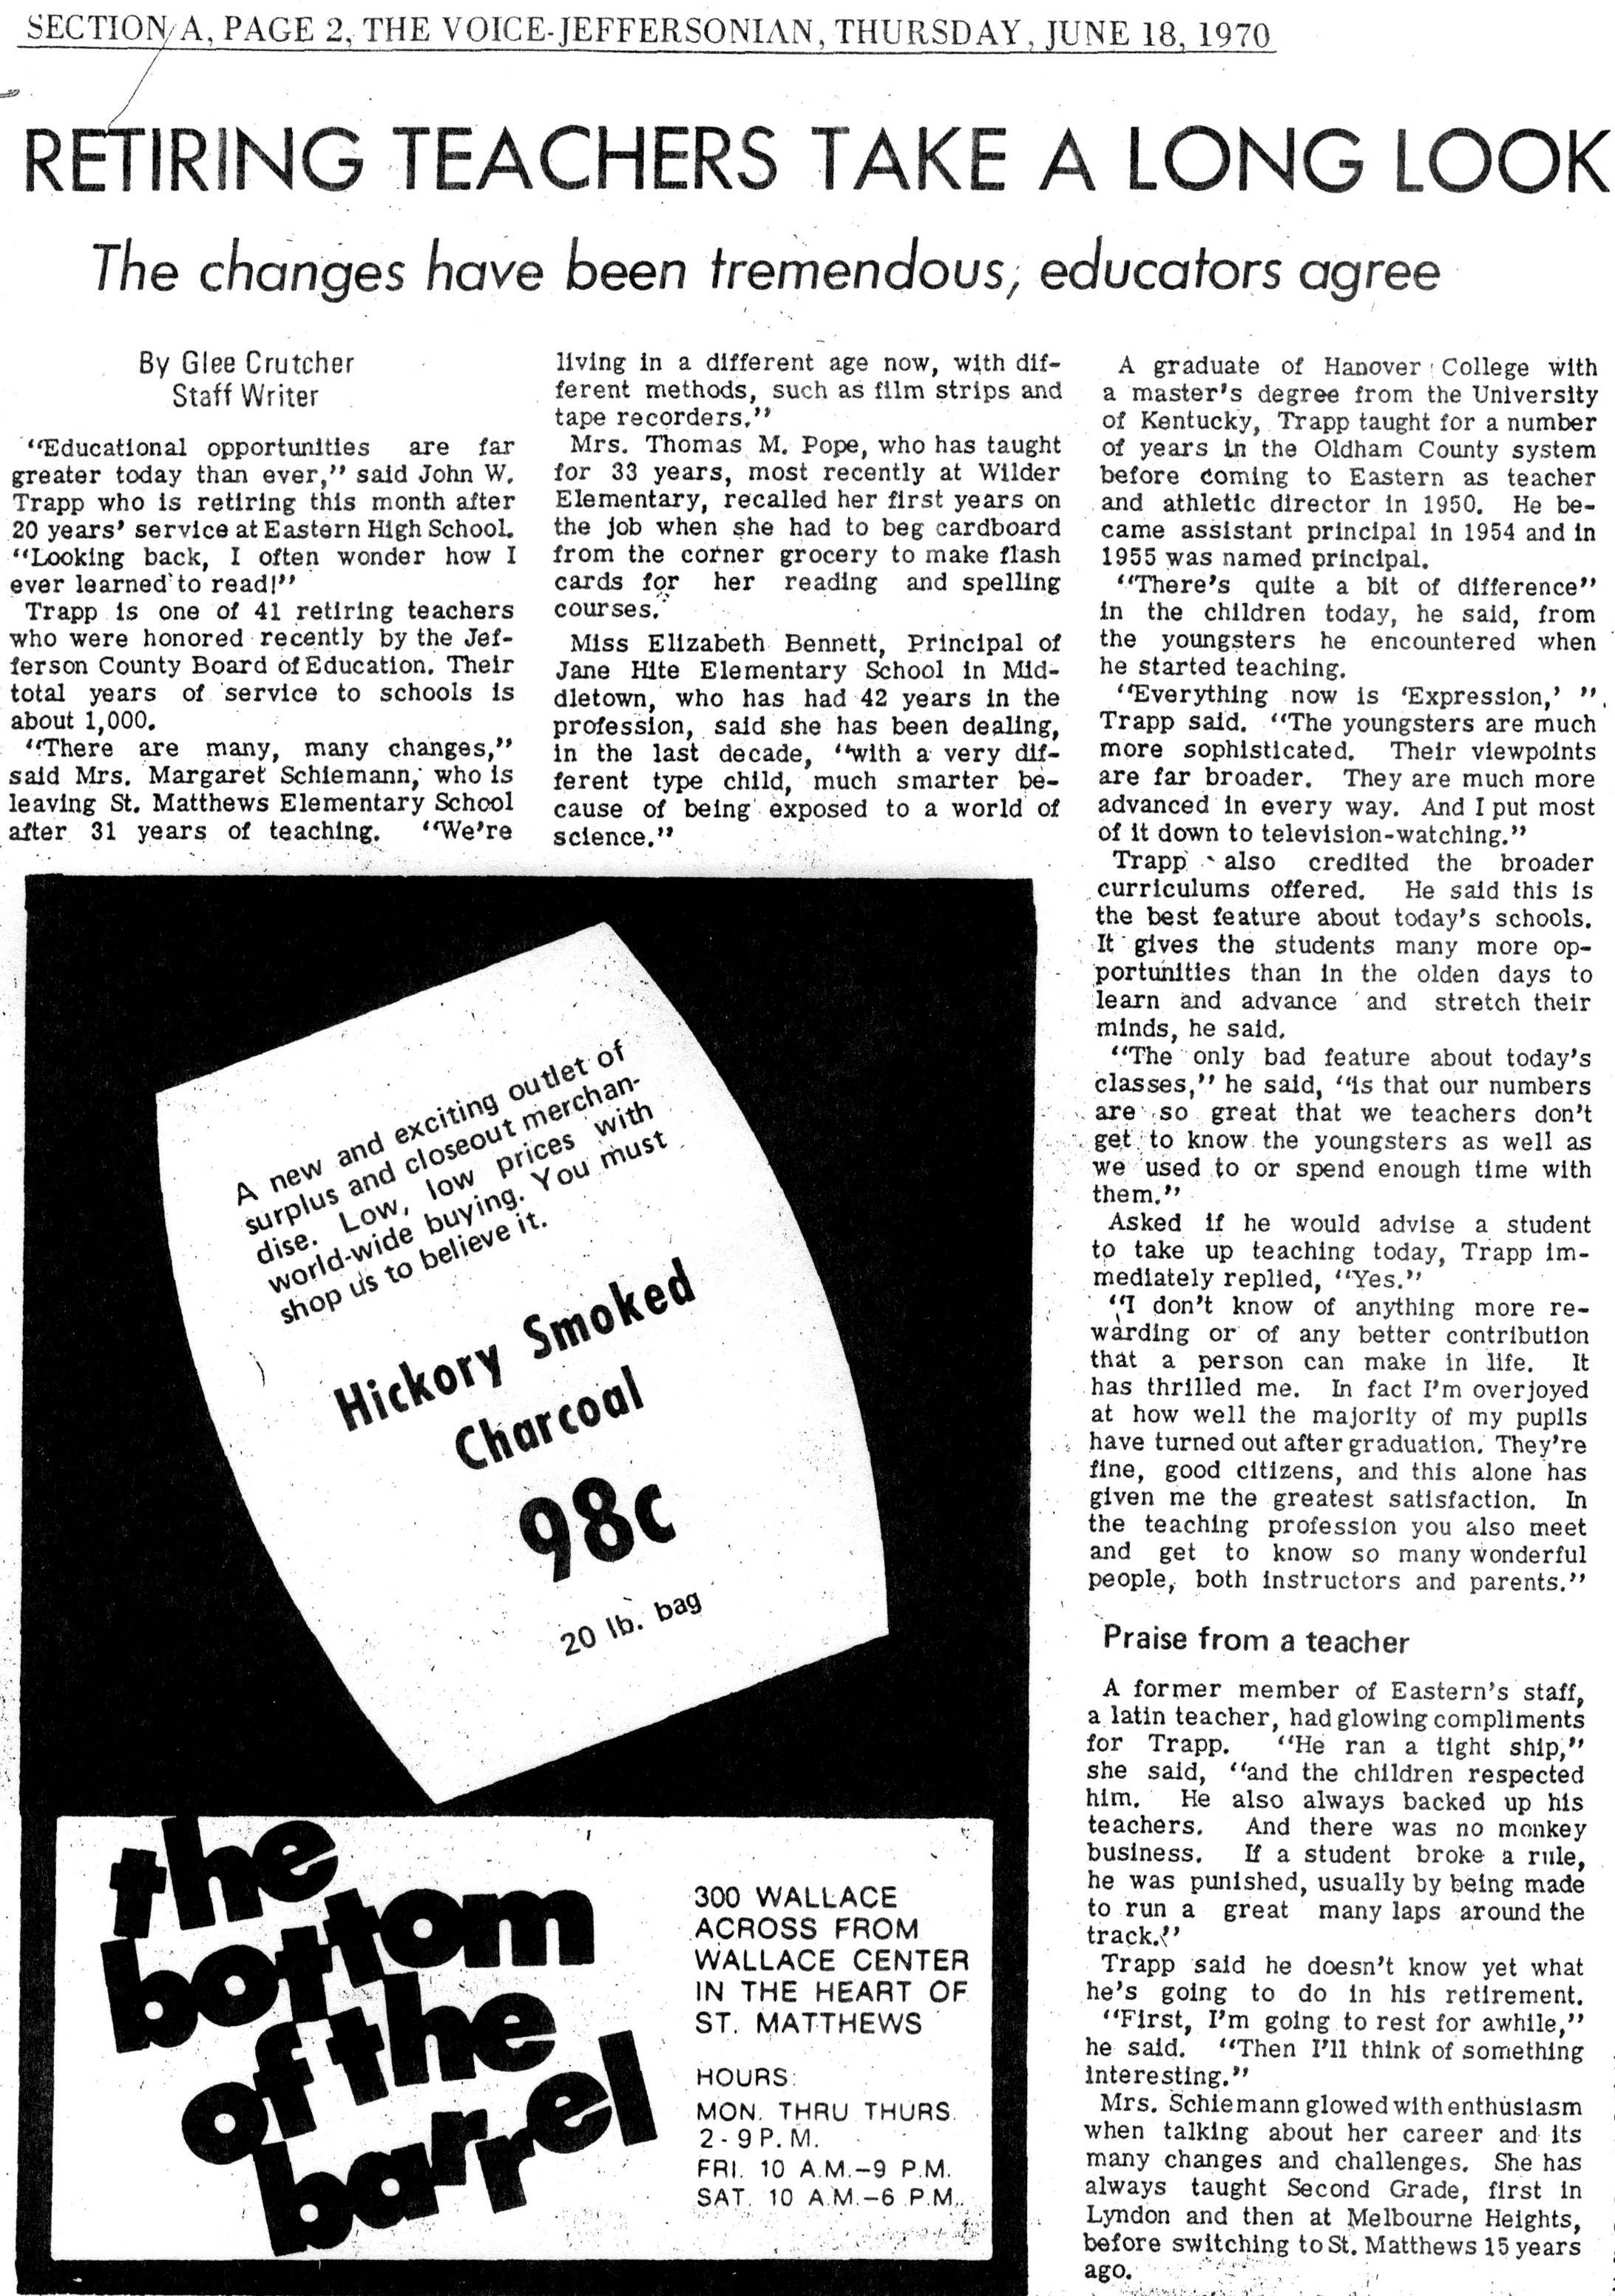 SECTION A, PAGE 2, THE VOICE-JEFFERSONIAN, THURSDAY, JUNE 18, 1970
RETIRING TEACHERS TAKE A LONG LOOK
The changes have been tremendous, educators agree
By Glee Crutcher
Staff Writer
"Educational opportunities are far
greater today than ever," said John W.
Trapp who is retiring this month after
20 years' service at Eastern High School.
"Looking back, I often wonder how I
ever learned to read!"
Trapp is one of 41 retiring teachers
who were honored recently by the Jef-
ferson County Board of Education. Their
total years of service to schools is
about 1,000.
"There are many, many changes,"
said Mrs. Margaret Schiemann, who is
leaving St. Matthews Elementary School
after 31 years of teaching. "We're
living in a different age now, with dif-
ferent methods, such as film strips and
tape recorders."
Mrs. Thomas M. Pope, who has taught
for 33 years, most recently at Wilder
Elementary, recalled her first years on
the job when she had to beg cardboard
from the corner grocery to make flash
cards for her reading and spelling
courses.
Miss Elizabeth Bennett, Principal of
Jane Hite Elementary School in Mid-
dletown, who has had 42 years in the
profession, said she has been dealing,
in the last decade, "with a very dif-
ferent type child, much smarter be-
cause of being exposed to a world of
science."
A graduate of Hanover College with
a master's degree from the University
of Kentucky, Trapp taught for a number
of years in the Oldham County system
before coming to Eastern as teacher
and athletic director in 1950. He be-
came assistant principal in 1954 and in
1955 was named principal.
"There's quite a bit of difference"
in the children today, he said, from
the youngsters he encountered when
he started teaching.
"Everything now is 'Expression,' "
Trapp said. "The youngsters are much
more sophisticated. Their viewpoints
are far broader. They are much more
advanced in every way. And I put most
of it down to television-watching."
Trapp also credited the broader
curriculums offered. He said this is
the best feature about today's schools.
It gives the students many more op-
portunities than in the olden days to
learn and advance and stretch their
minds, he said.
"The only bad feature about today's
classes," he said, "is that our numbers
are so great that we teachers don't
get to know the youngsters as well as
we used to or spend enough time with
them."
Asked if he would advise a student
to take up teaching today, Trapp im-
mediately replied, "Yes."
"I don't know of anything more re-
warding or of any better contribution
that a person can make in life. It
has thrilled me. In fact I'm overjoyed
at how well the majority of my pupils
have turned out after graduation. They're
fine, good citizens, and this alone has
given me the greatest satisfaction. In
the teaching profession you also meet
and get to know so many wonderful
people, both instructors and parents."
Praise from a teacher
A former member of Eastern's staff,
a latin teacher, had glowing compliments
for Trapp. "He ran a tight ship,"
she said, "and the children respected
him. He also always backed up his
teachers. And there was no monkey
business. If a student broke a rule,
he was punished, usually by being made
to run a great many laps around the
track."
Trapp said he doesn't know yet what
he's going to do in his retirement.
"First, I'm going to rest for awhile,"
he said. "Then I'll think of something
interesting."
Mrs. Schiemann glowed with enthusiasm
when talking about her career and its
many changes and challenges. She has
always taught Second Grade, first in
Lyndon and then at Melbourne Heights,
before switching to St. Matthews 15 years
ago.
A new and exciting outlet of
surplus and closeout merchan-
dise. Low, low prices with
world-wide buying. You must
shop us to believe it.
Hickory Smoked
Charcoal
98c
20 lb. bag
the
bottom
of the
barrel
300 WALLACE
ACROSS FROM
WALLACE CENTER
IN THE HEART OF
ST. MATTHEWS
HOURS:
MON. THRU THURS.
2-9 P.M.
FRI. 10 A.M.-9 P.M.
SAT. 10 A.M.-6 P.M.